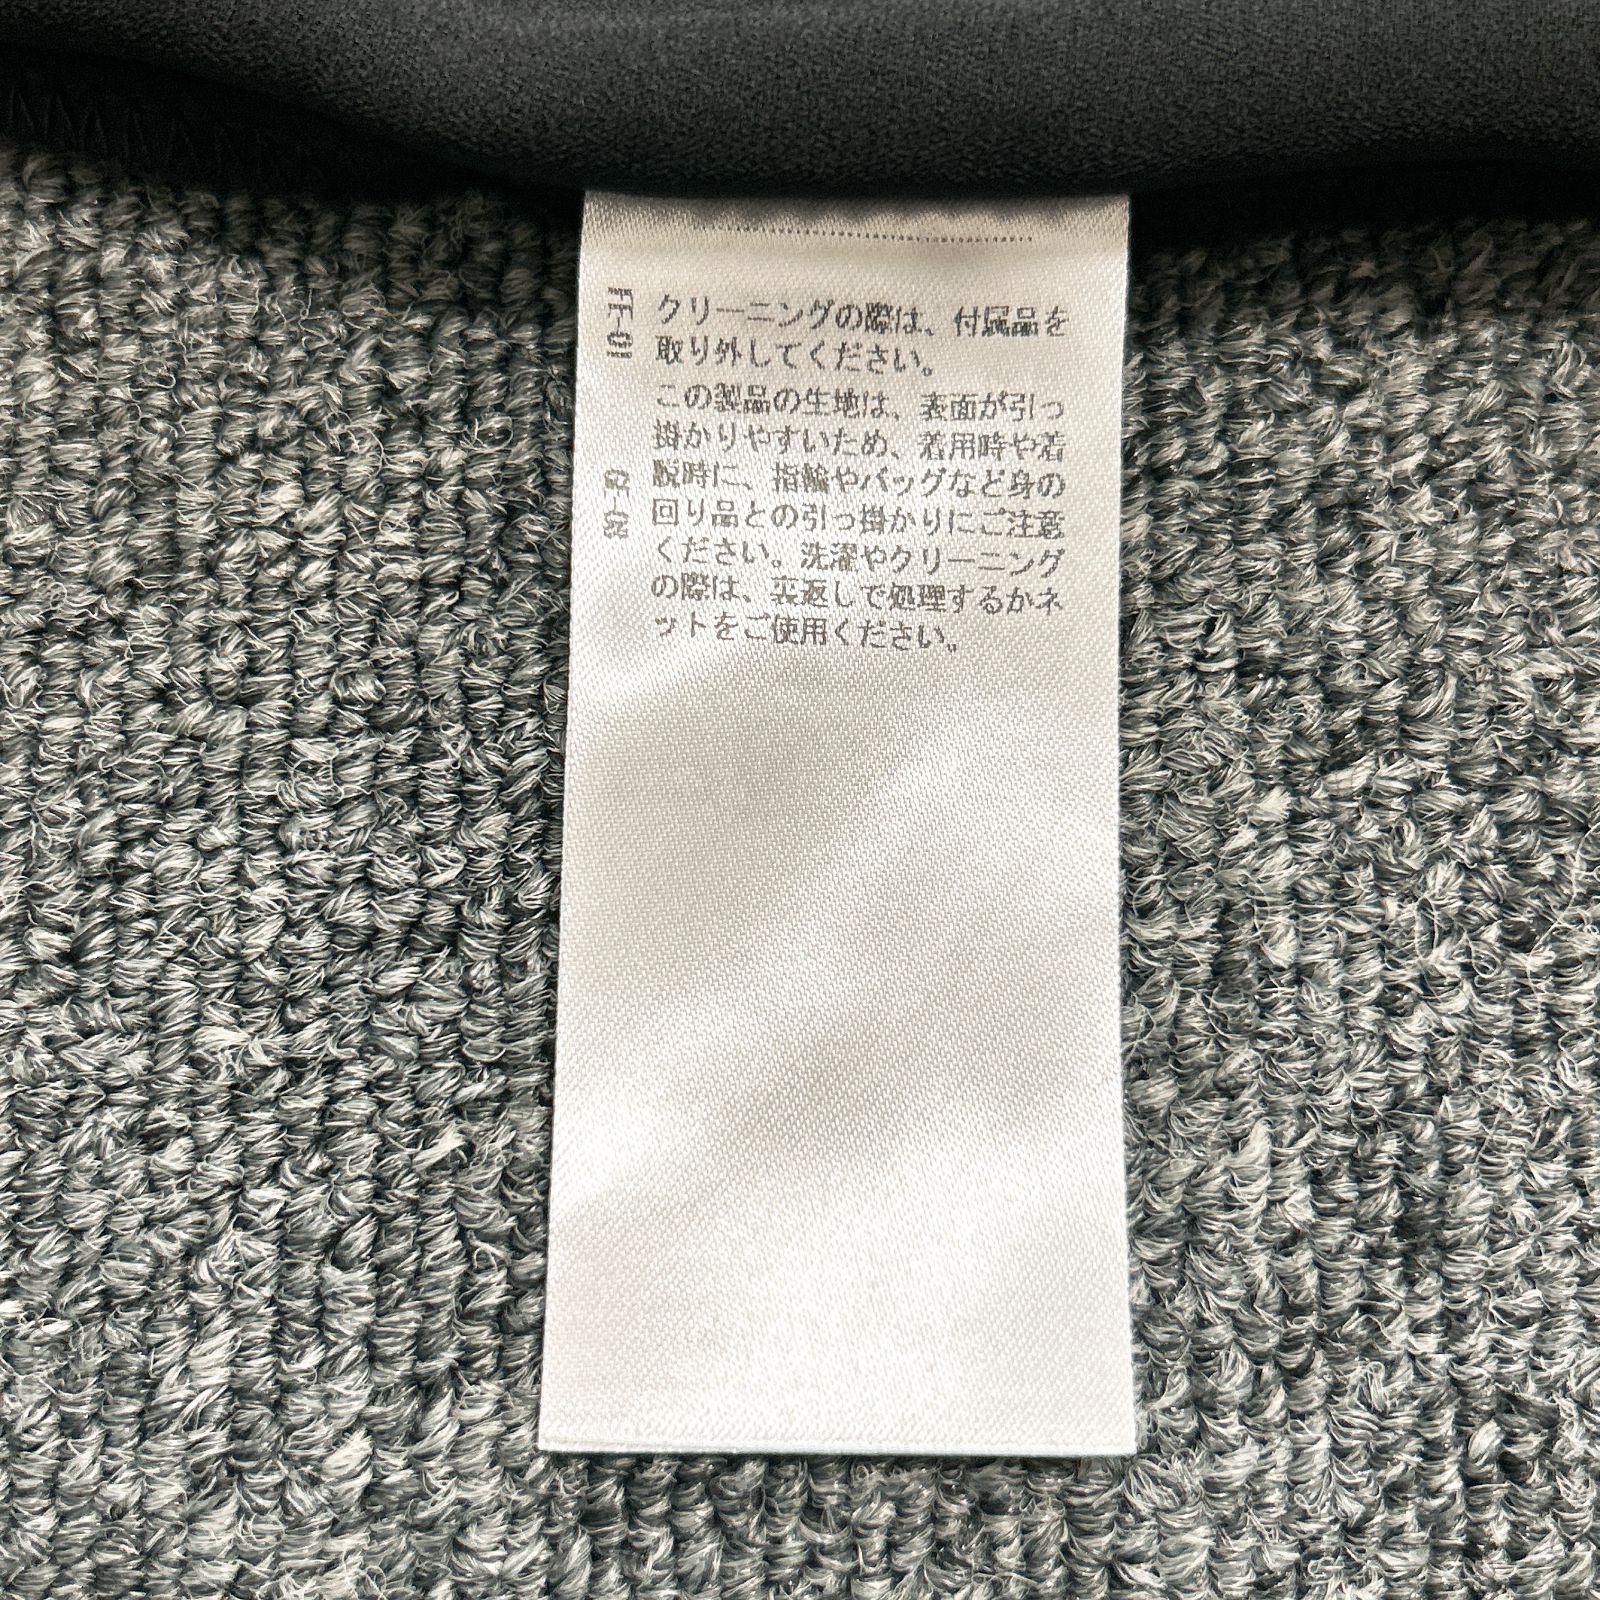 クリーニングの際は、付属品を
取り外してください。
この製品の生地は、表面が引っ
掛かりやすいため、着用時や着
脱時に、指輪やバッグなど身の
回り品との引っ掛かりにご注意
ください。洗濯やクリーニング
の際は、裏返しで処理するかネ
ットをご使用ください。